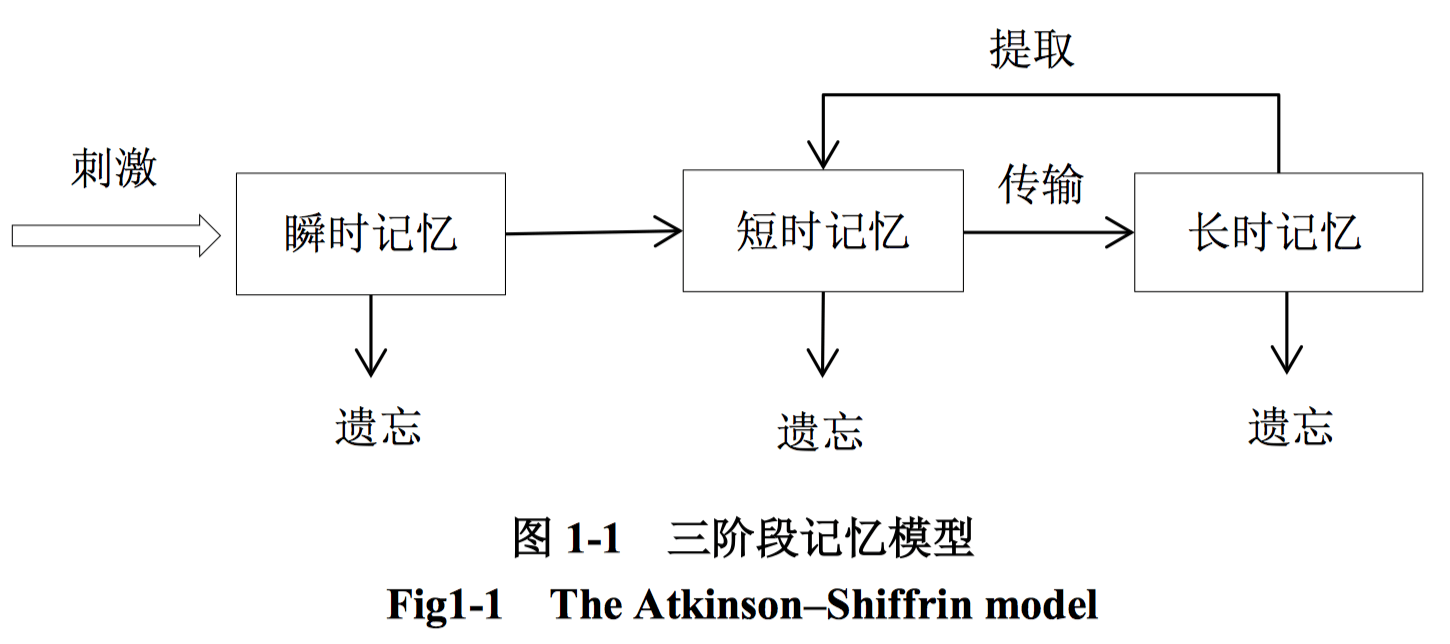 提取
刺激
传输
瞬时记忆
短时记忆
长时记忆
遗忘
遗忘
遗忘
图 1-1 三阶段记忆模型
Fig1-1 The Atkinson–Shiffrin model